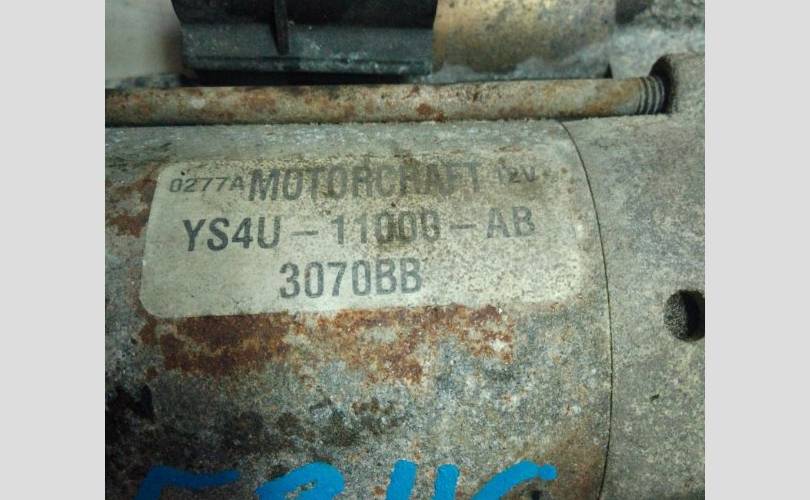 0277A MOTORCRAFT 12V
YS4U-11000-AB
3070BB